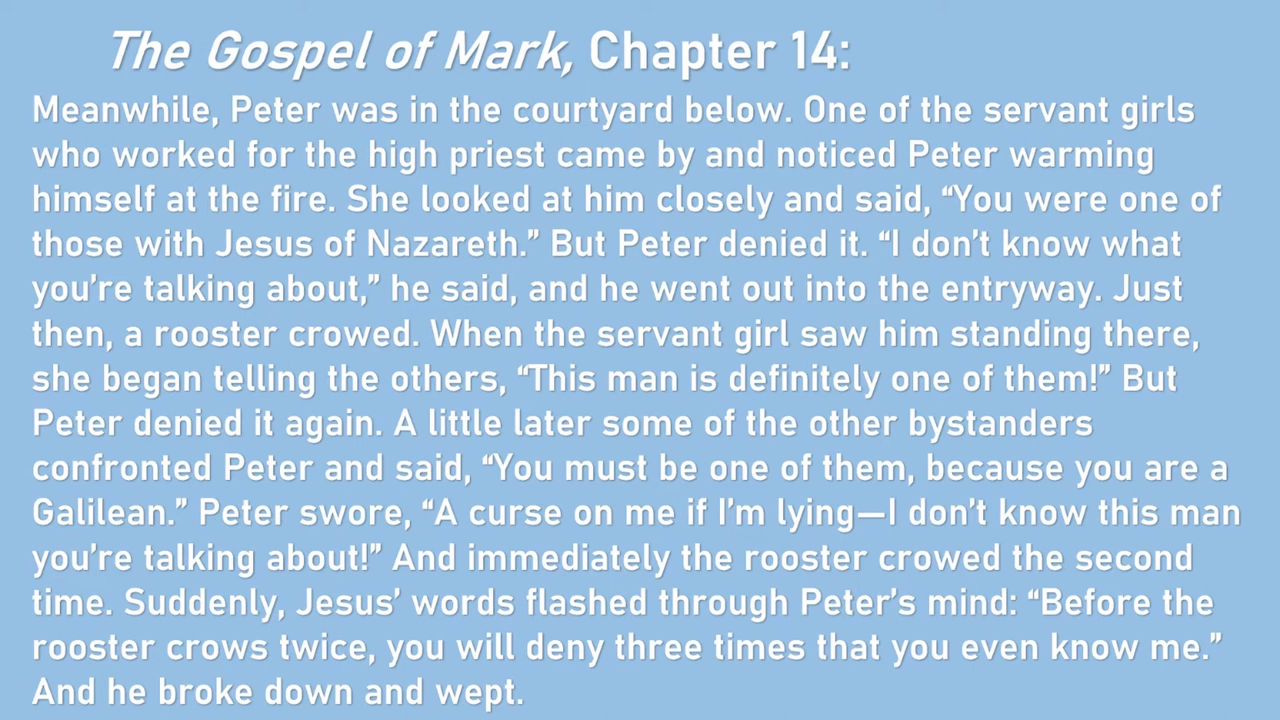 The Gospel of Mark, Chapter 14:
Meanwhile, Peter was in the courtyard below. One of the servant girls
who worked for the high priest came by and noticed Peter warming
himself at the fire. She looked at him closely and said, “You were one of
those with Jesus of Nazareth.” But Peter denied it. “I don’t know what
you’re talking about,” he said, and he went out into the entryway. Just
then, a rooster crowed. When the servant girl saw him standing there,
she began telling the others, “This man is definitely one of them!” But
Peter denied it again. A little later some of the other bystanders
confronted Peter and said, “You must be one of them, because you are a
Galilean.” Peter swore, “A curse on me if I’m lying—I don’t know this man
you’re talking about!” And immediately the rooster crowed the second
time. Suddenly, Jesus’ words flashed through Peter’s mind: “Before the
rooster crows twice, you will deny three times that you even know me.”
And he broke down and wept.